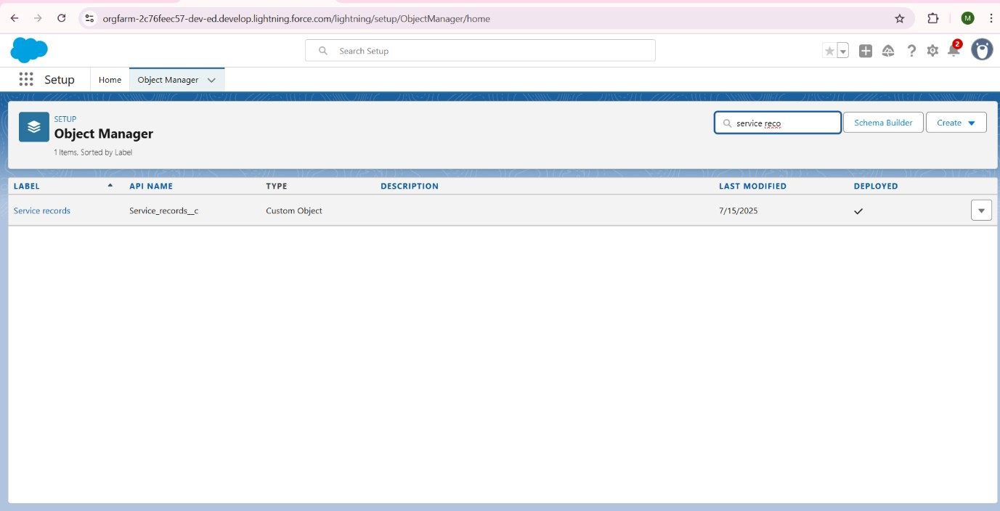 orgfarm-2c76feec57-dev-ed.develop.lightning.force.com/lightning/setup/ObjectManager/home
M
Search Setup
2
Setup Home Object Manager
SETUP
Object Manager
1 Items, Sorted by Label
service reco
Schema Builder
Create
LABEL API NAME TYPE DESCRIPTION LAST MODIFIED DEPLOYED
Service records Service_records__c Custom Object 7/15/2025